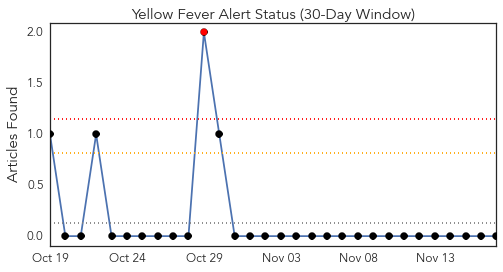 Yellow Fever Alert Status (30-Day Window)
Articles Found
2.0
1.5
1.0
0.5
0.0
Oct 19 Oct 24 Oct 29 Nov 03 Nov 08 Nov 13